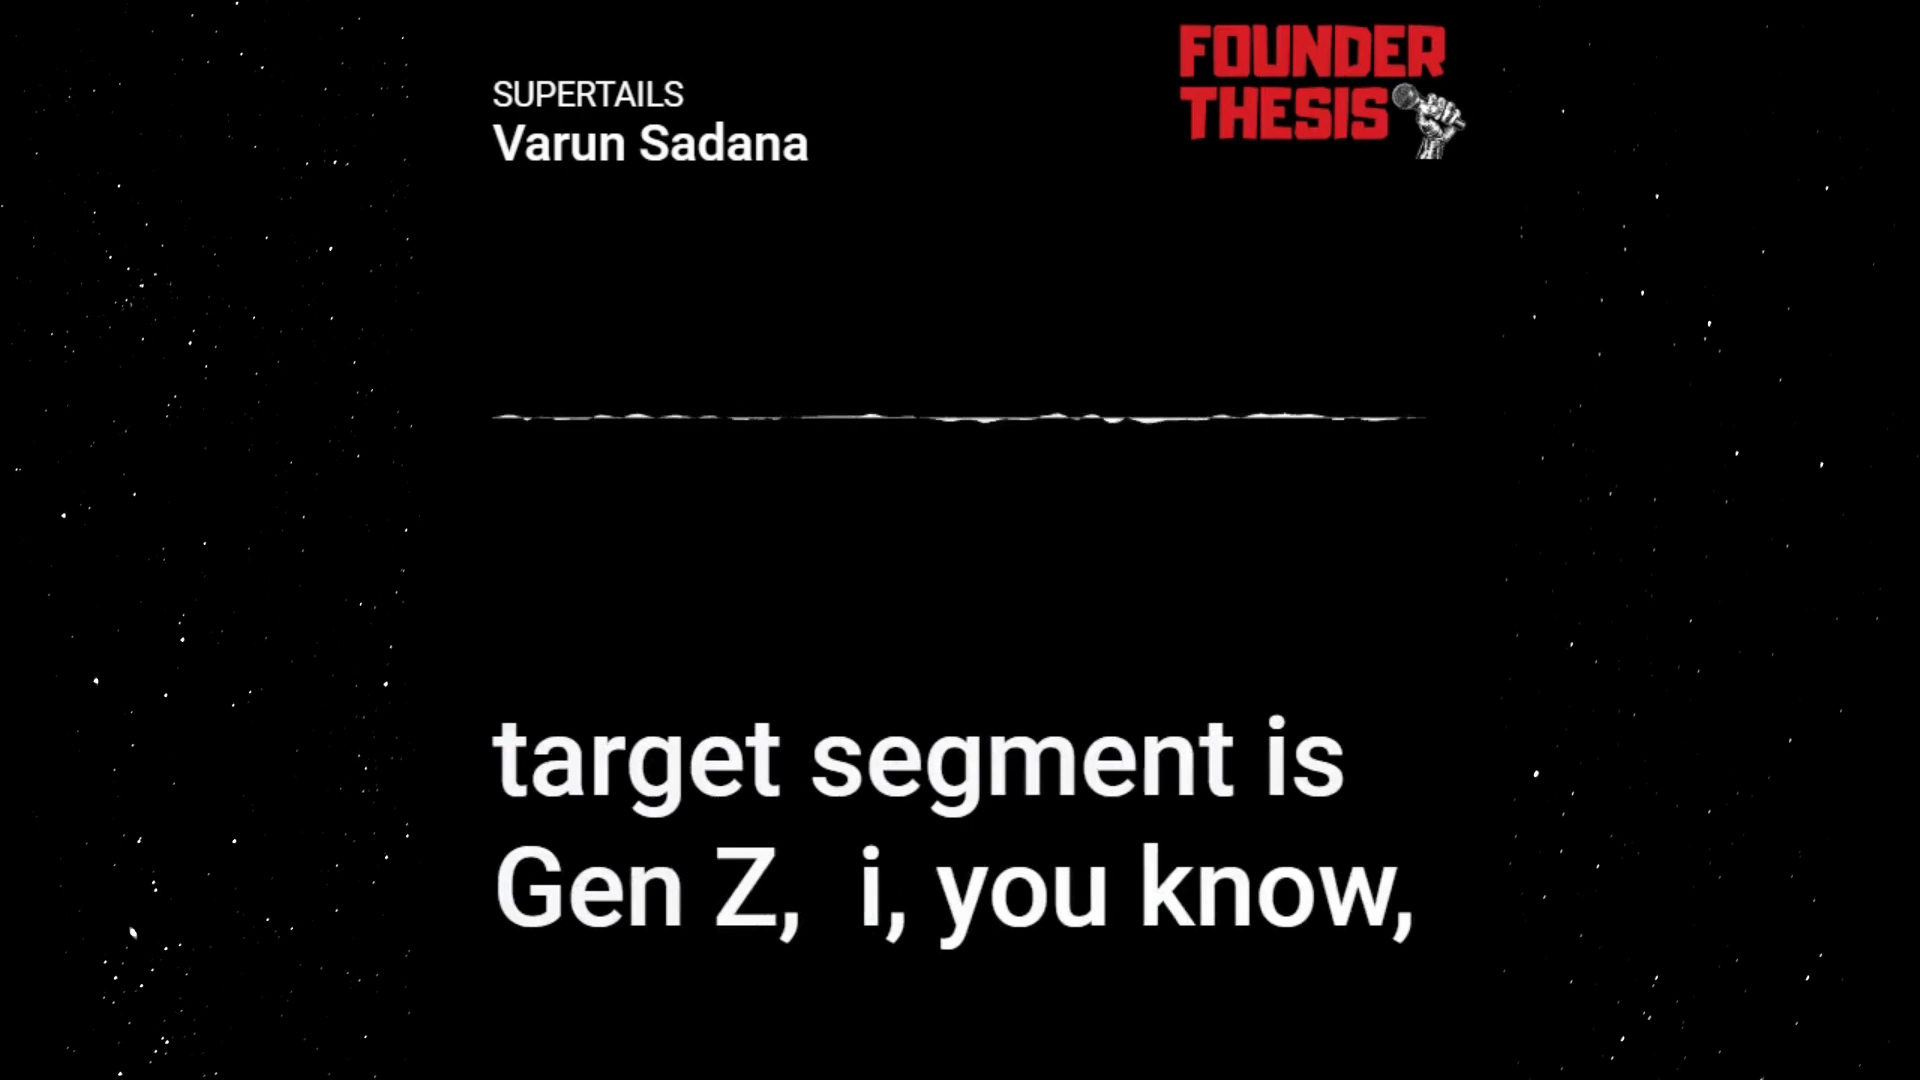 SUPERTAILS
Varun Sadana
FOUNDER
THESIS
target segment is
Gen Z,  i, you know,